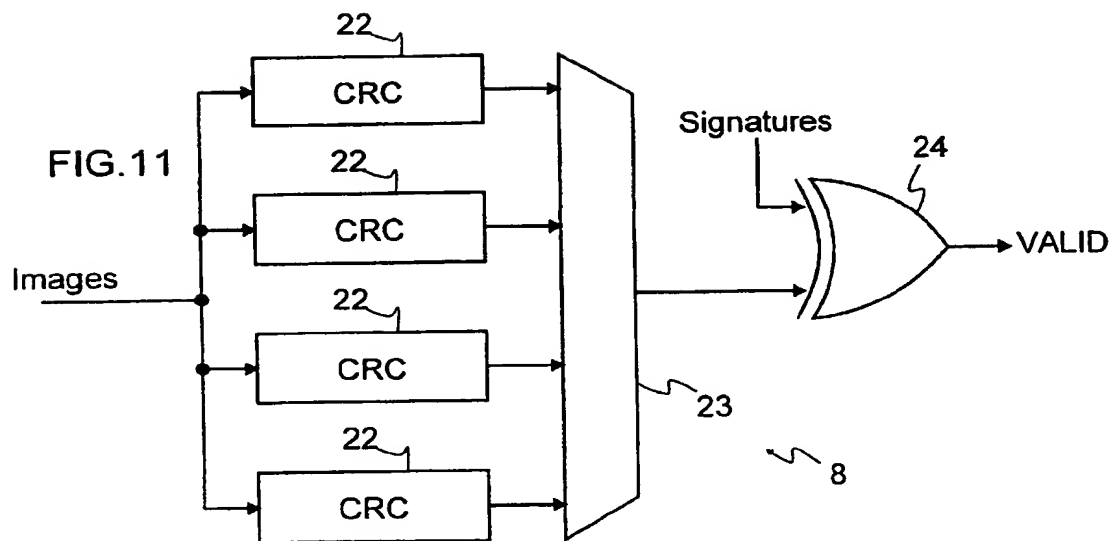 22
CRC
Signatures
24
FIG.11
22
CRC
VALID
Images
22
CRC
23
22
CRC
8